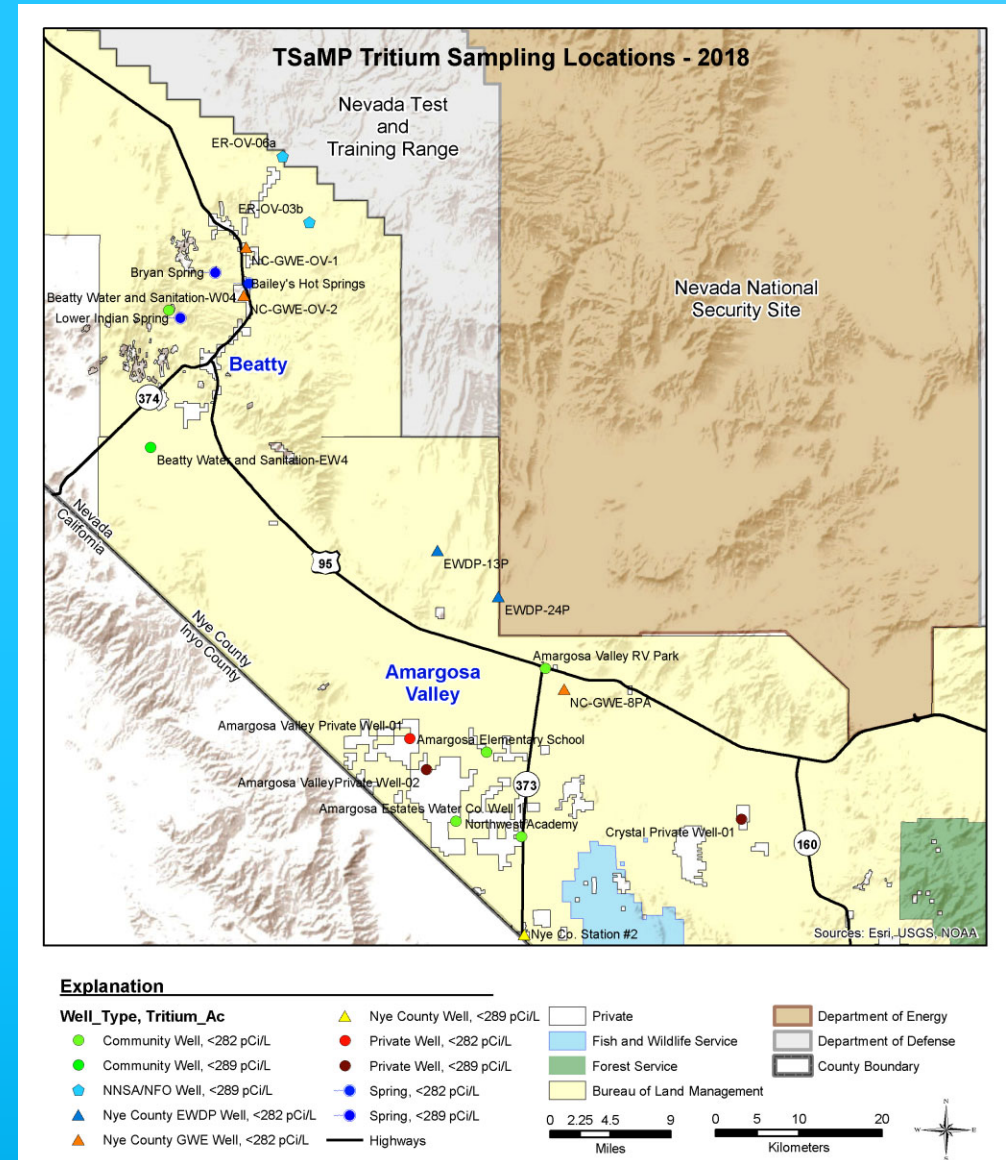 TSaMP Tritium Sampling Locations - 2018
Nevada Test
and
Training Range
ER-OV-06a
ER-OV-03b
NC-GWE-OV-1
Bryan Spring
Bailey's Hot Springs
Beatty Water and Sanitation-W04
NC-GWE-OV-2
Lower Indian Spring
Nevada National
Security Site
Beatty
374
Beatty Water and Sanitation-EW4
Nevada
California
95
EWDP-13P
EWDP-24P
Nye County
Inyo County
Amargosa Valley RV Park
Amargosa
Valley
NC-GWE-8PA
Amargosa Valley Private Well-01
Amargosa Elementary School
Amargosa ValleyPrivate Well-02
373
Amargosa Estates Water Co. Well 1
Northwest Academy
Crystal Private Well-01
160
Nye Co. Station #2
Sources: Esri, USGS, NOAA
Explanation
Well_Type, Tritium_Ac
Community Well, <282 pCi/L
Community Well, <289 pCi/L
NNSA/NFO Well, <289 pCi/L
Nye County EWDP Well, <282 pCi/L
Nye County GWE Well, <282 pCi/L
Nye County Well, <289 pCi/L
Private Well, <282 pCi/L
Private Well, <289 pCi/L
Spring, <282 pCi/L
Spring, <289 pCi/L
Highways
Private
Fish and Wildlife Service
Forest Service
Bureau of Land Management
Department of Energy
Department of Defense
County Boundary
0 2.25 4.5 9
Miles
0 5 10 20
Kilometers
N
W E
S